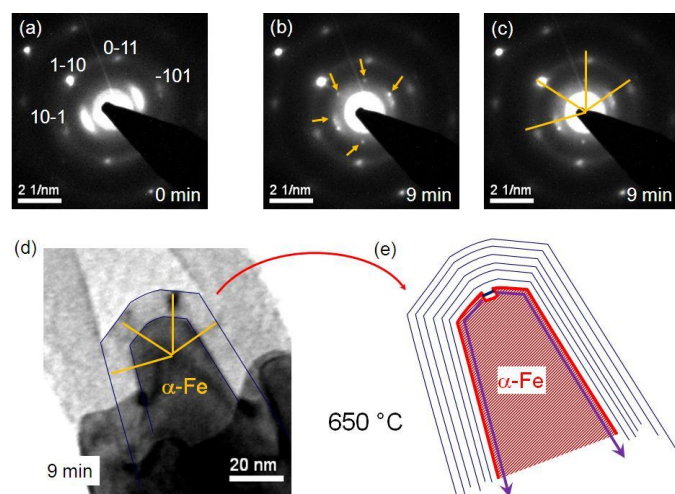 (a)
0-11
1-10
-101
10-1
2 1/nm
0 min
(b)
2 1/nm
9 min
(c)
2 1/nm
9 min
(d)
α-Fe
9 min
20 nm
(e)
α-Fe
650 °C